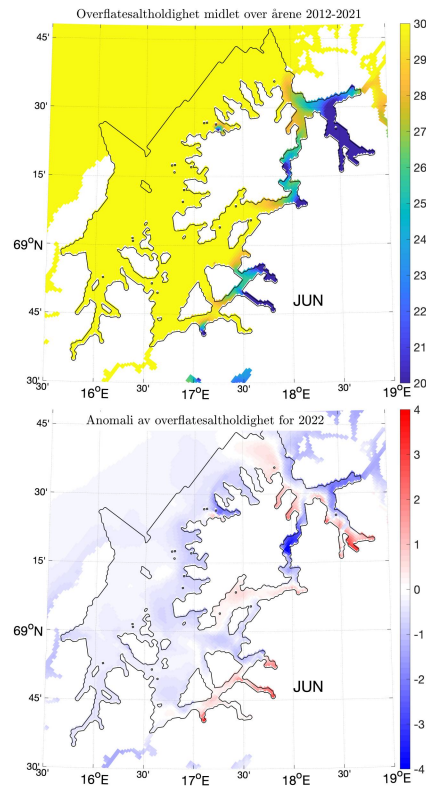 Overflatesaltholdighet midlet over årene 2012-2021
48'
30'
15'
69°N
45'
30'
30
29
28
27
26
25
24
23
22
21
20
JUN
16°E
30'
17°E
30'
18°E
30'
19°E
Anomali av overflatesaltholdighet for 2022
48'
30'
15'
69°N
45'
30'
4
3
2
1
0
-1
-2
-3
-4
JUN
30'
16°E
30'
17°E
30'
18°E
30'
19°E